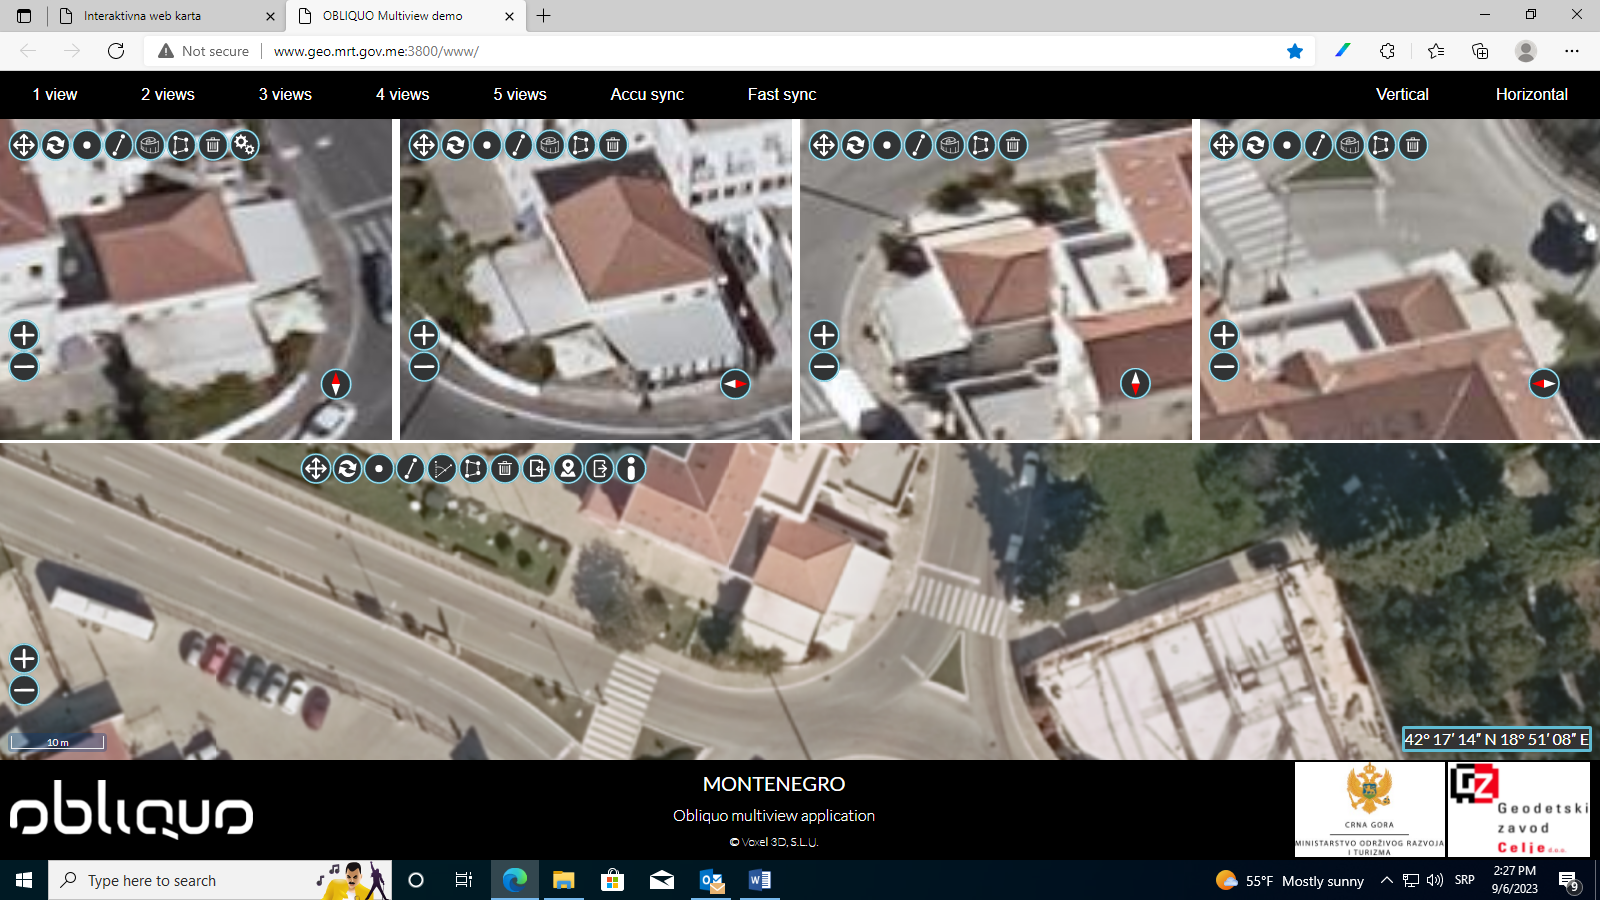 Interaktivna web karta
OBLIQUO Multiview demo
Not secure
www.geo.mrt.gov.me:3800/www/
1 view
2 views
3 views
4 views
5 views
Accu sync
Fast sync
Vertical
Horizontal
10 m
42° 17′ 14″ N 18° 51′ 08″ E
obliquo
MONTENEGRO
Obliquo multiview application
© Voxel 3D, S.L.U.
CRNA GORA
MINISTARSTVO ODRŽIVOG RAZVOJA
I TURIZMA
GZ
Geodetski
zavod
Celje d.o.o.
Type here to search
55°F Mostly sunny
SRP
2:27 PM
9/6/2023
9